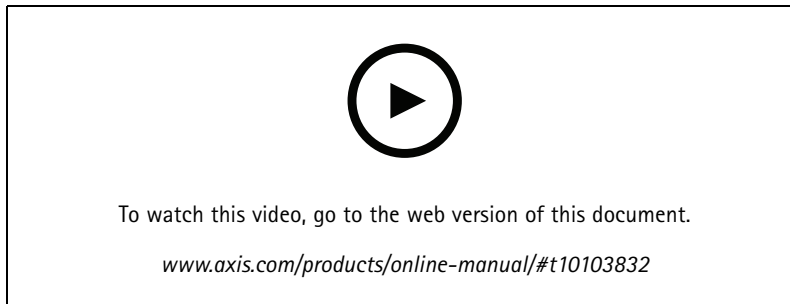 To watch this video, go to the web version of this document.
www.axis.com/products/online-manual/#t10103832